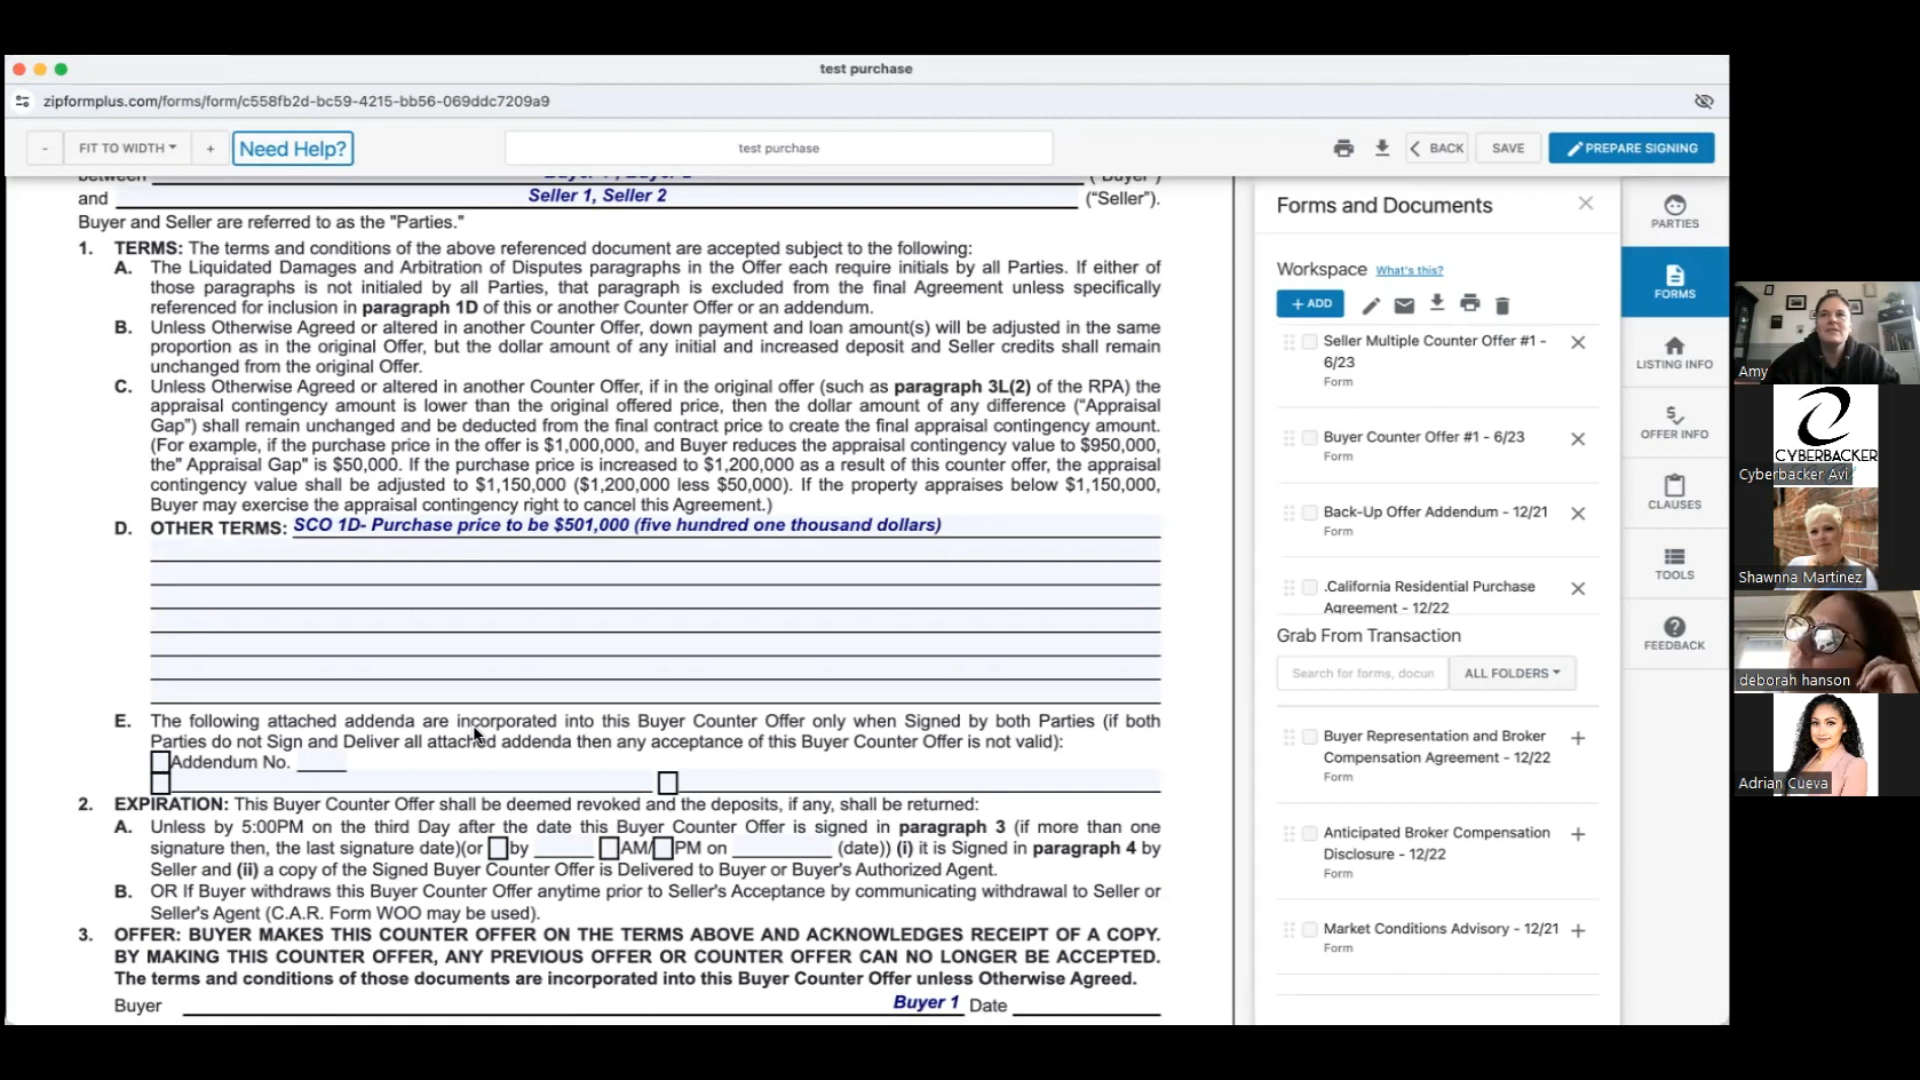 test purchase
zipformplus.com/forms/form/c558fb2d-bc59-4215-bb56-069ddc7209a9
-
FIT TO WIDTH
+
Need Help?
test purchase
BACK
SAVE
PREPARE SIGNING
between
and Seller 1, Seller 2 (“Seller”).
Buyer and Seller are referred to as the "Parties."
1. TERMS: The terms and conditions of the above referenced document are accepted subject to the following:
A. The Liquidated Damages and Arbitration of Disputes paragraphs in the Offer each require initials by all Parties. If either of
those paragraphs is not initialed by all Parties, that paragraph is excluded from the final Agreement unless specifically
referenced for inclusion in paragraph 1D of this or another Counter Offer or an addendum.
B. Unless Otherwise Agreed or altered in another Counter Offer, down payment and loan amount(s) will be adjusted in the same
proportion as in the original Offer, but the dollar amount of any initial and increased deposit and Seller credits shall remain
unchanged from the original Offer.
C. Unless Otherwise Agreed or altered in another Counter Offer, if in the original offer (such as paragraph 3L(2) of the RPA) the
appraisal contingency amount is lower than the original offered price, then the dollar amount of any difference (“Appraisal
Gap”) shall remain unchanged and be deducted from the final contract price to create the final appraisal contingency amount.
(For example, if the purchase price in the offer is $1,000,000, and Buyer reduces the appraisal contingency value to $950,000,
the" Appraisal Gap" is $50,000. If the purchase price is increased to $1,200,000 as a result of this counter offer, the appraisal
contingency value shall be adjusted to $1,150,000 ($1,200,000 less $50,000). If the property appraises below $1,150,000,
Buyer may exercise the appraisal contingency right to cancel this Agreement.)
D. OTHER TERMS: SCO 1D- Purchase price to be $501,000 (five hundred one thousand dollars)
E. The following attached addenda are incorporated into this Buyer Counter Offer only when Signed by both Parties (if both
Parties do not Sign and Deliver all attached addenda then any acceptance of this Buyer Counter Offer is not valid):
Addendum No.
2. EXPIRATION: This Buyer Counter Offer shall be deemed revoked and the deposits, if any, shall be returned:
A. Unless by 5:00PM on the third Day after the date this Buyer Counter Offer is signed in paragraph 3 (if more than one
signature then, the last signature date)(or by AM/ PM on (date)) (i) it is Signed in paragraph 4 by
Seller and (ii) a copy of the Signed Buyer Counter Offer is Delivered to Buyer or Buyer's Authorized Agent.
B. OR If Buyer withdraws this Buyer Counter Offer anytime prior to Seller's Acceptance by communicating withdrawal to Seller or
Seller's Agent (C.A.R. Form WOO may be used).
3. OFFER: BUYER MAKES THIS COUNTER OFFER ON THE TERMS ABOVE AND ACKNOWLEDGES RECEIPT OF A COPY.
BY MAKING THIS COUNTER OFFER, ANY PREVIOUS OFFER OR COUNTER OFFER CAN NO LONGER BE ACCEPTED.
The terms and conditions of those documents are incorporated into this Buyer Counter Offer unless Otherwise Agreed.
Buyer Buyer 1 Date
Forms and Documents
Workspace What's this?
+ ADD
Seller Multiple Counter Offer #1 -
6/23
Form
Buyer Counter Offer #1 - 6/23
Form
Back-Up Offer Addendum - 12/21
Form
.California Residential Purchase
Agreement - 12/22
Grab From Transaction
Search for forms, docun
ALL FOLDERS
Buyer Representation and Broker
Compensation Agreement - 12/22
Form
Anticipated Broker Compensation
Disclosure - 12/22
Form
Market Conditions Advisory - 12/21
Form
PARTIES
FORMS
LISTING INFO
OFFER INFO
CLAUSES
TOOLS
FEEDBACK
Amy
CYBERBACKER
Cyberbacker Avi
Shawnna Martinez
deborah hanson
Adrian Cueva